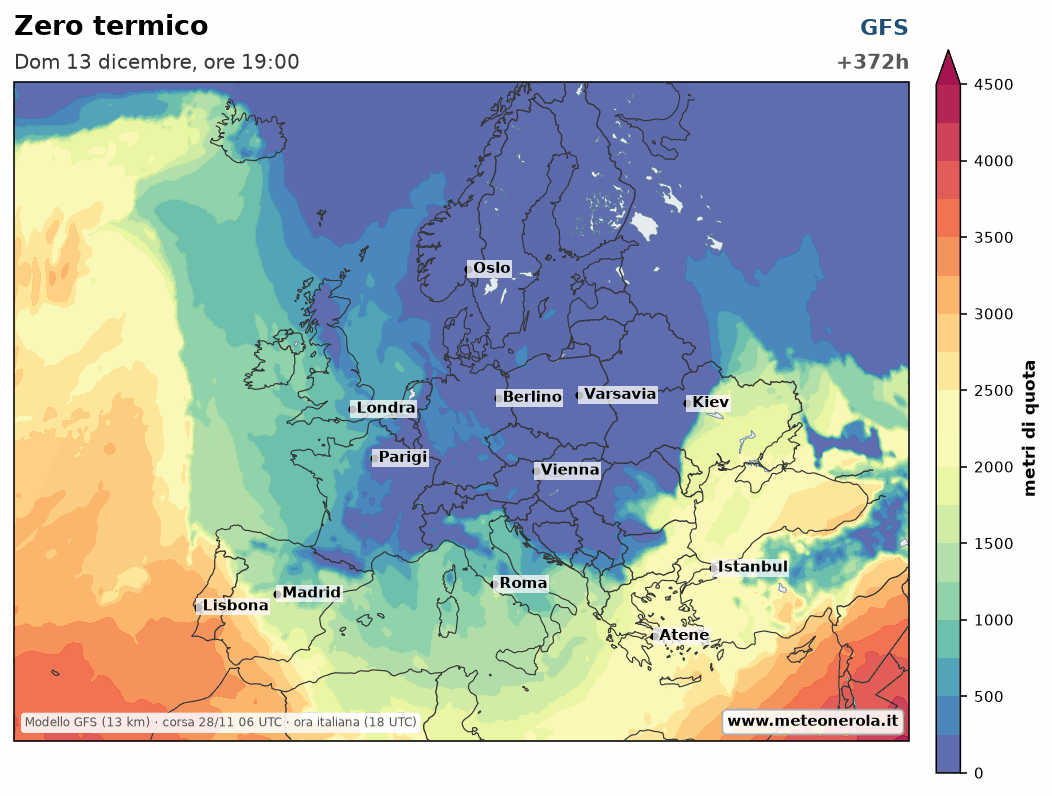 Zero termico
GFS
Dom 13 dicembre, ore 19:00
+372h
4500
4000
3500
3000
2500
2000
1500
1000
500
0
metri di quota
Oslo
Berlino
Varsavia
Kiev
Londra
Parigi
Vienna
Istanbul
Roma
Madrid
Lisbona
Atene
Modello GFS (13 km) · corsa 28/11 06 UTC · ora italiana (18 UTC)
www.meteonerola.it